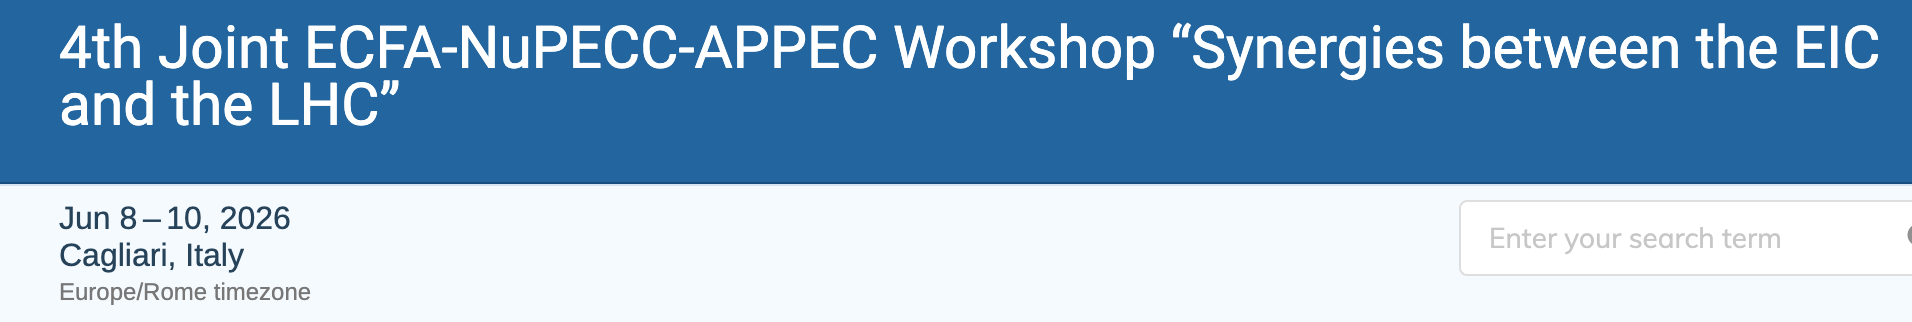 4th Joint ECFA-NuPECC-APPEC Workshop “Synergies between the EIC
and the LHC”
Jun 8 – 10, 2026
Cagliari, Italy
Europe/Rome timezone
Enter your search term